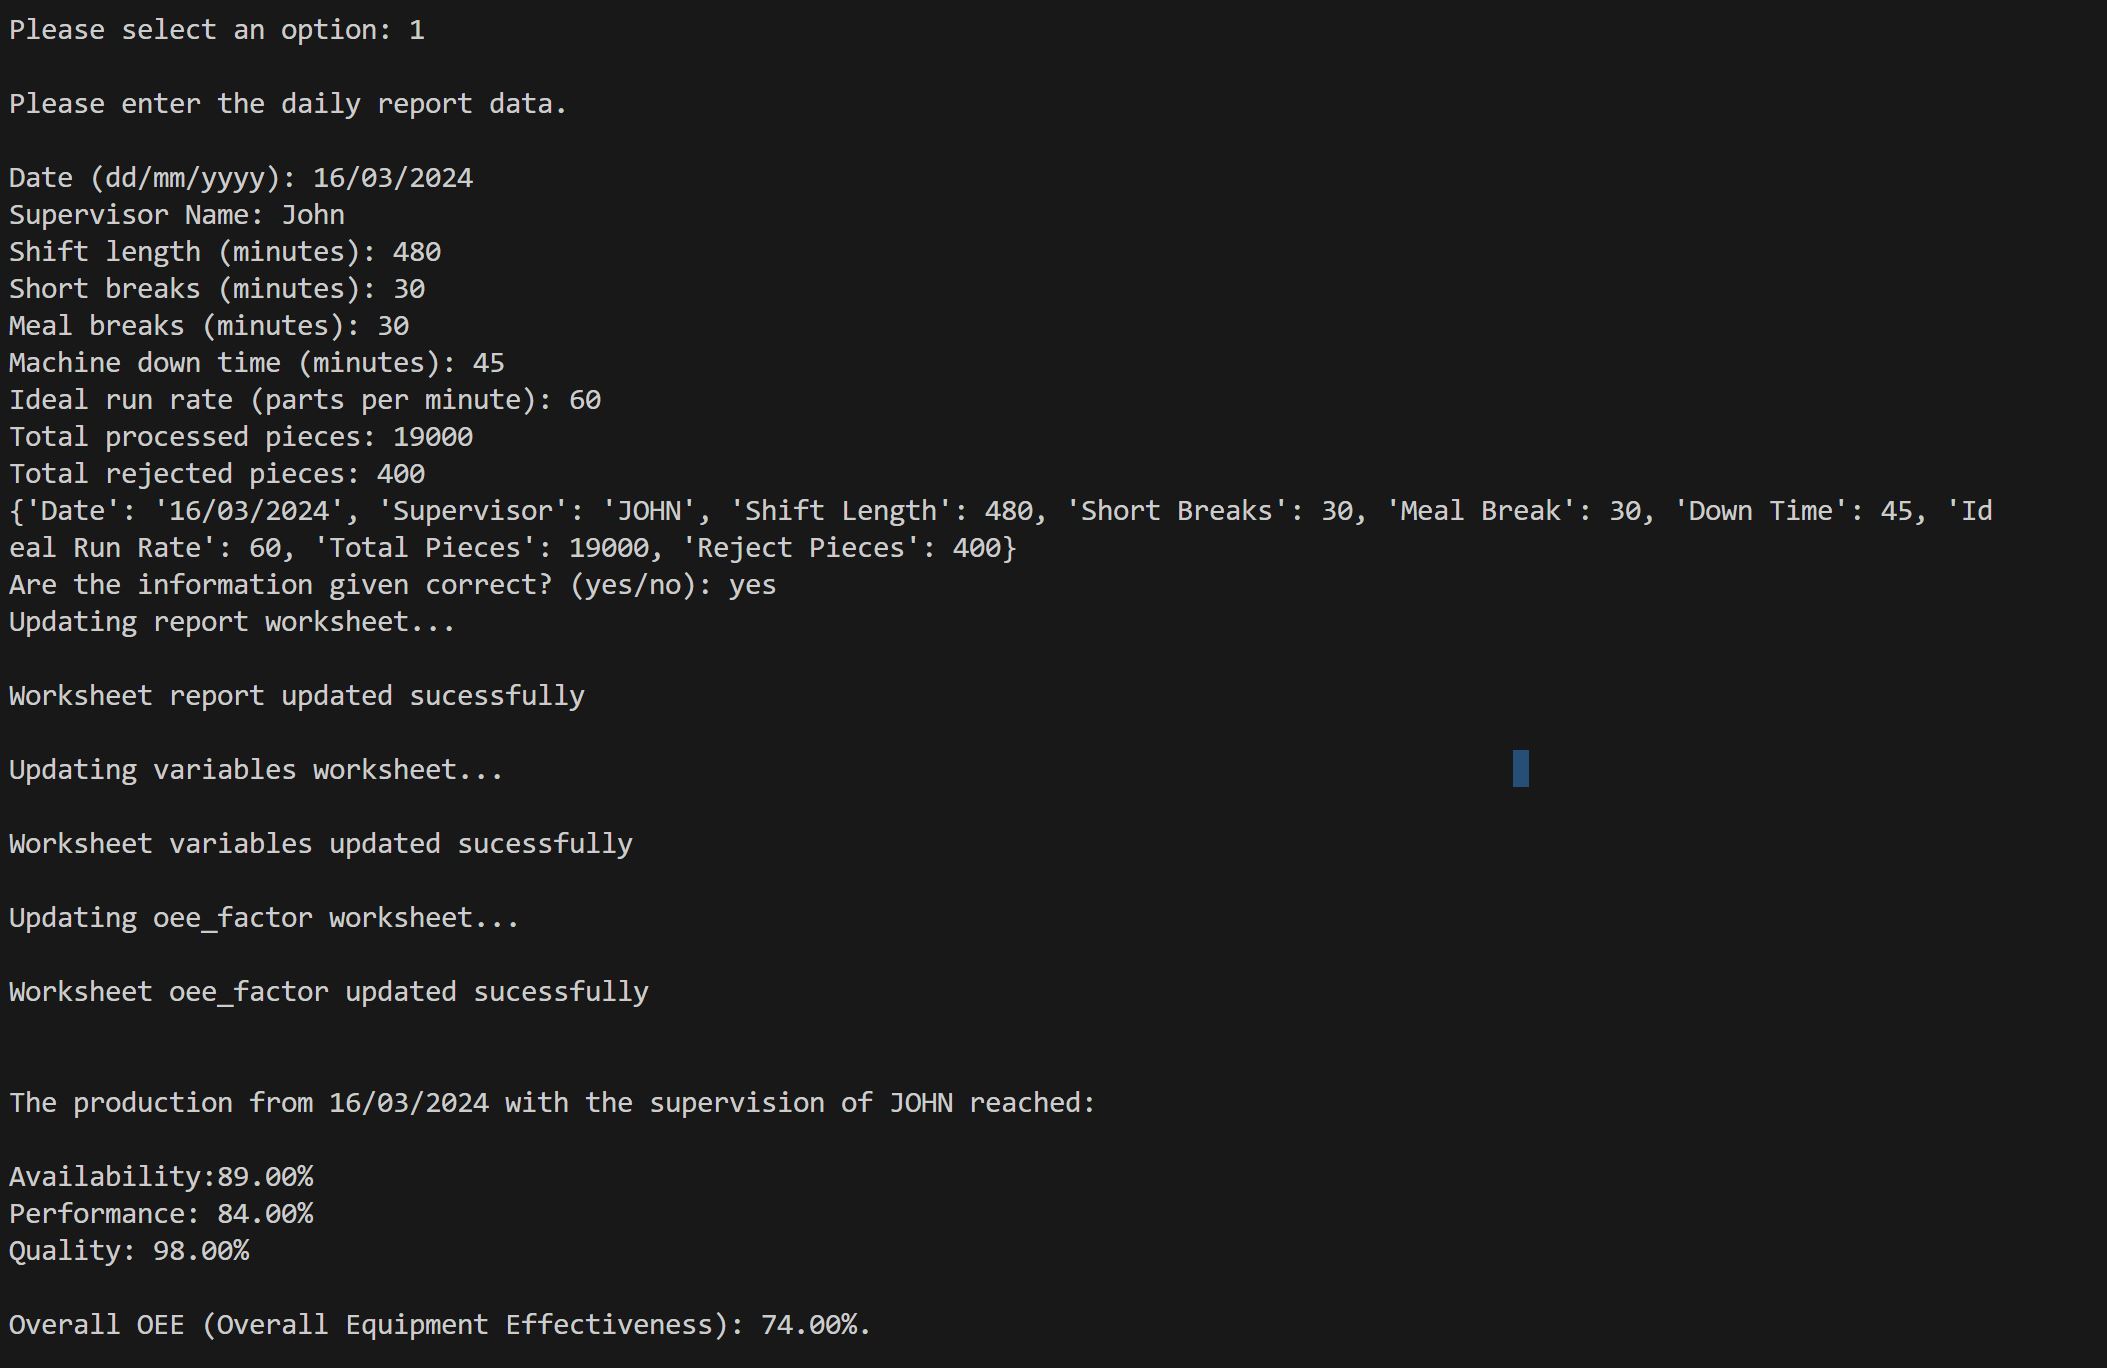 Please select an option: 1
Please enter the daily report data.
Date (dd/mm/yyyy): 16/03/2024
Supervisor Name: John
Shift length (minutes): 480
Short breaks (minutes): 30
Meal breaks (minutes): 30
Machine down time (minutes): 45
Ideal run rate (parts per minute): 60
Total processed pieces: 19000
Total rejected pieces: 400
{'Date': '16/03/2024', 'Supervisor': 'JOHN', 'Shift Length': 480, 'Short Breaks': 30, 'Meal Break': 30, 'Down Time': 45, 'Id
eal Run Rate': 60, 'Total Pieces': 19000, 'Reject Pieces': 400}
Are the information given correct? (yes/no): yes
Updating report worksheet...
Worksheet report updated sucessfully
Updating variables worksheet...
Worksheet variables updated sucessfully
Updating oee_factor worksheet...
Worksheet oee_factor updated sucessfully
The production from 16/03/2024 with the supervision of JOHN reached:
Availability:89.00%
Performance: 84.00%
Quality: 98.00%
Overall OEE (Overall Equipment Effectiveness): 74.00%.